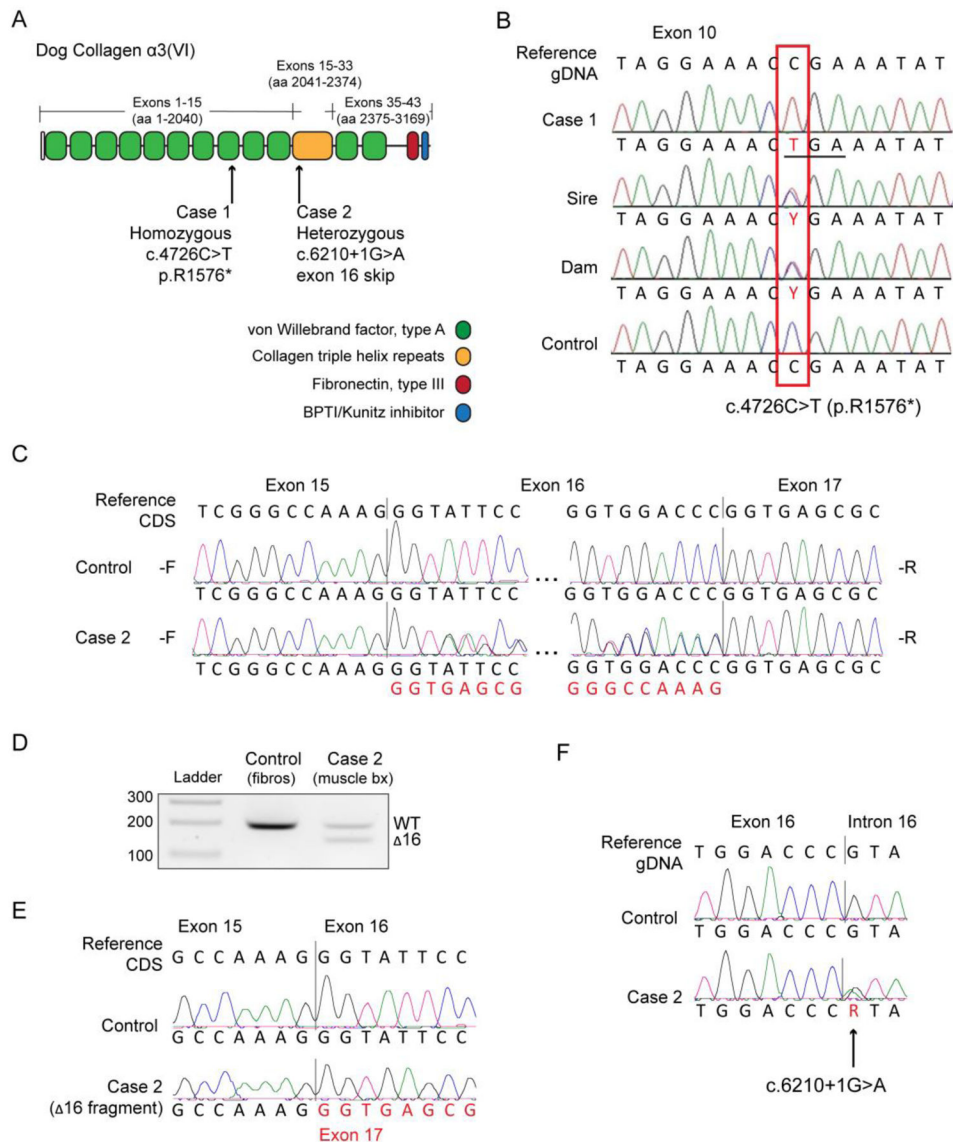 A
Dog Collagen α3(VI)
Exons 15-33
(aa 2041-2374)
Exons 1-15
(aa 1-2040)
Exons 35-43
(aa 2375-3169)
Case 1
Homozygous
c.4726C>T
p.R1576*
Case 2
Heterozygous
c.6210+1G>A
exon 16 skip
von Willebrand factor, type A
Collagen triple helix repeats
Fibronectin, type III
BPTI/Kunitz inhibitor
B
Exon 10
Reference
gDNA
T A G G A A A C C G A A A T A T
Case 1
T A G G A A A C T G A A A T A T
Sire
T A G G A A A C Y G A A A T A T
Dam
T A G G A A A C Y G A A A T A T
Control
T A G G A A A C C G A A A T A T
c.4726C>T (p.R1576*)
C
Exon 15 Exon 16 Exon 17
Reference
CDS
T C G G G C C A A A G G G T A T T C C G G T G G A C C C G G T G A G C G C
Control -F ... -R
T C G G G C C A A A G G G T A T T C C G G T G G A C C C G G T G A G C G C
Case 2 -F ... -R
T C G G G C C A A A G G G T A T T C C G G T G G A C C C G G T G A G C G C
G G T G A G C G G G G C C A A A G
D
Ladder
Control
(fibros)
Case 2
(muscle bx)
300
200
100
WT
Δ16
E
Exon 15 Exon 16
Reference
CDS
G C C A A A G G G T A T T C C
Control
G C C A A A G G G T A T T C C
Case 2
(Δ16 fragment)
G C C A A A G G G T G A G C G
Exon 17
F
Exon 16 Intron 16
Reference
gDNA
T G G A C C C G T A
Control
T G G A C C C G T A
Case 2
T G G A C C C R T A
c.6210+1G>A